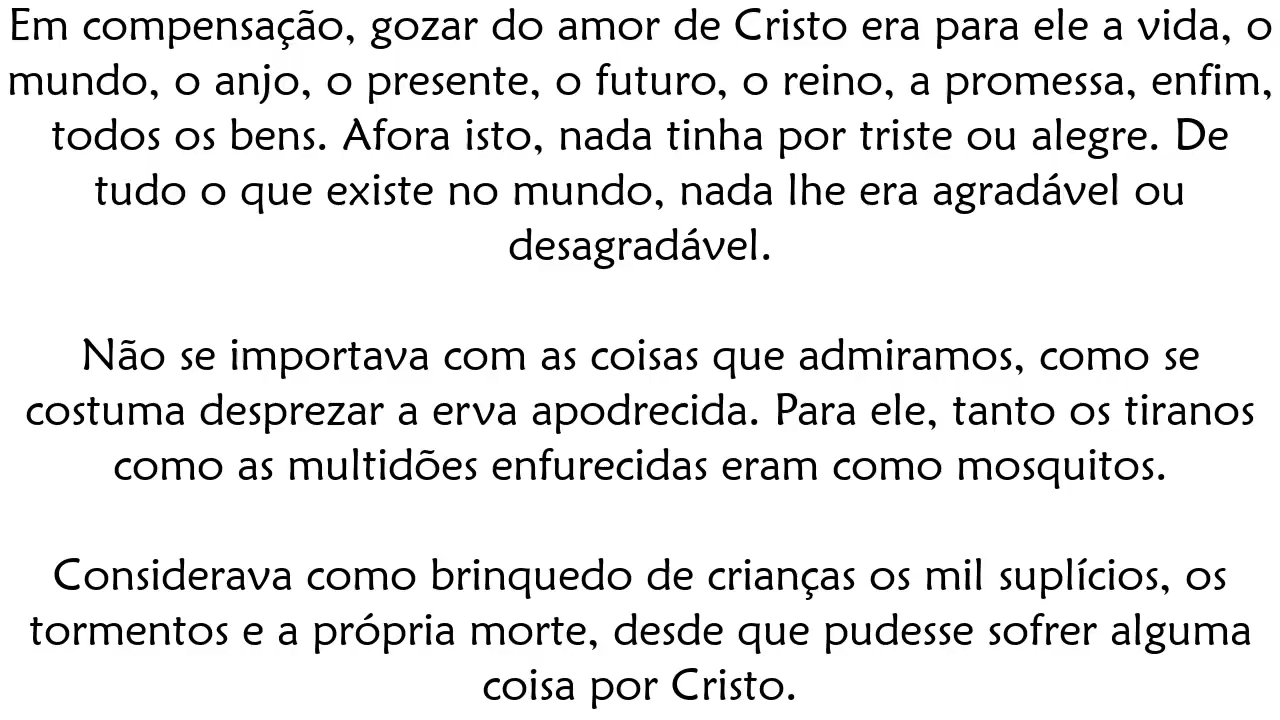 Em compensação, gozar do amor de Cristo era para ele a vida, o
mundo, o anjo, o presente, o futuro, o reino, a promessa, enfim,
todos os bens. Afora isto, nada tinha por triste ou alegre. De
tudo o que existe no mundo, nada lhe era agradável ou
desagradável.
Não se importava com as coisas que admiramos, como se
costuma desprezar a erva apodrecida. Para ele, tanto os tiranos
como as multidões enfurecidas eram como mosquitos.
Considerava como brinquedo de crianças os mil suplícios, os
tormentos e a própria morte, desde que pudesse sofrer alguma
coisa por Cristo.